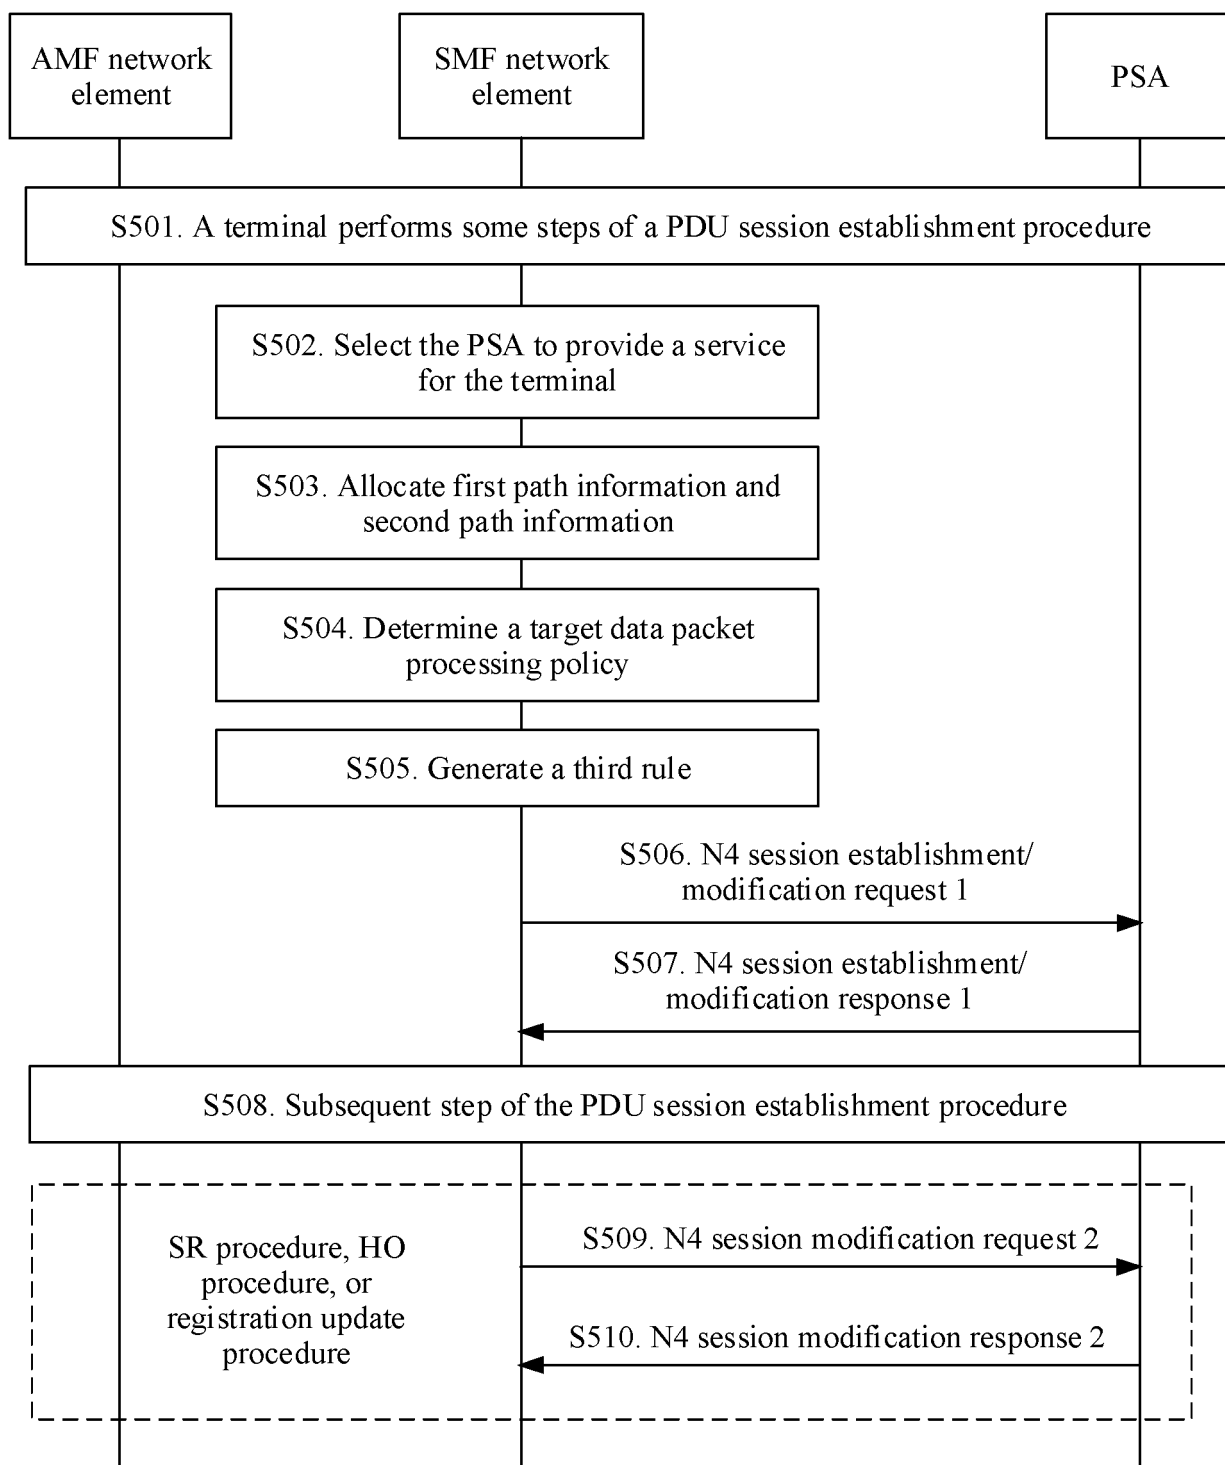 AMF network
element
SMF network
element
PSA
S501. A terminal performs some steps of a PDU session establishment procedure
S502. Select the PSA to provide a service
for the terminal
S503. Allocate first path information and
second path information
S504. Determine a target data packet
processing policy
S505. Generate a third rule
S506. N4 session establishment/
modification request 1
S507. N4 session establishment/
modification response 1
S508. Subsequent step of the PDU session establishment procedure
SR procedure, HO
procedure, or
registration update
procedure
S509. N4 session modification request 2
S510. N4 session modification response 2